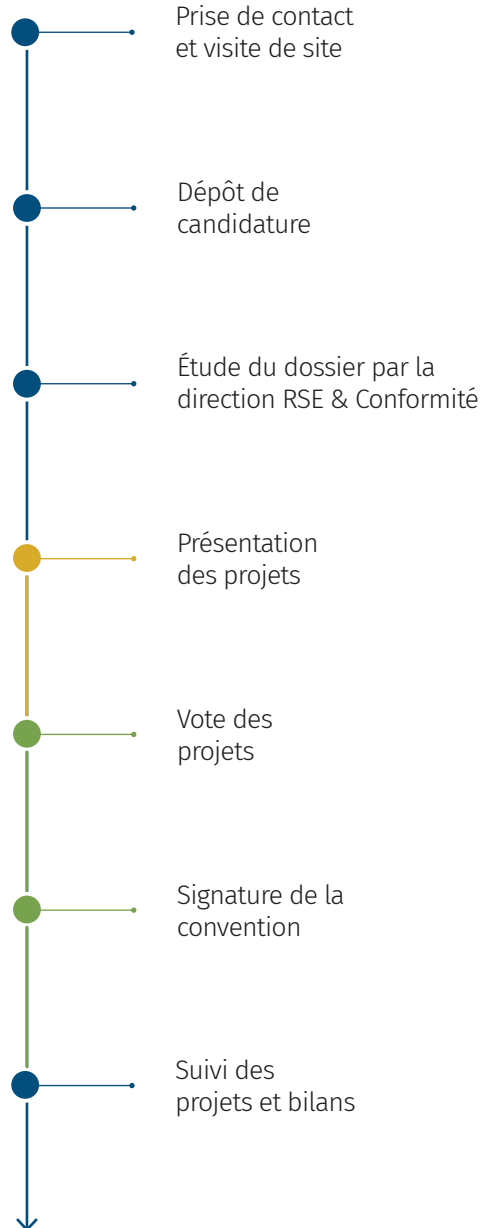 Prise de contact
et visite de site
Dépôt de
candidature
Étude du dossier par la
direction RSE & Conformité
Présentation
des projets
Vote des
projets
Signature de la
convention
Suivi des
projets et bilans